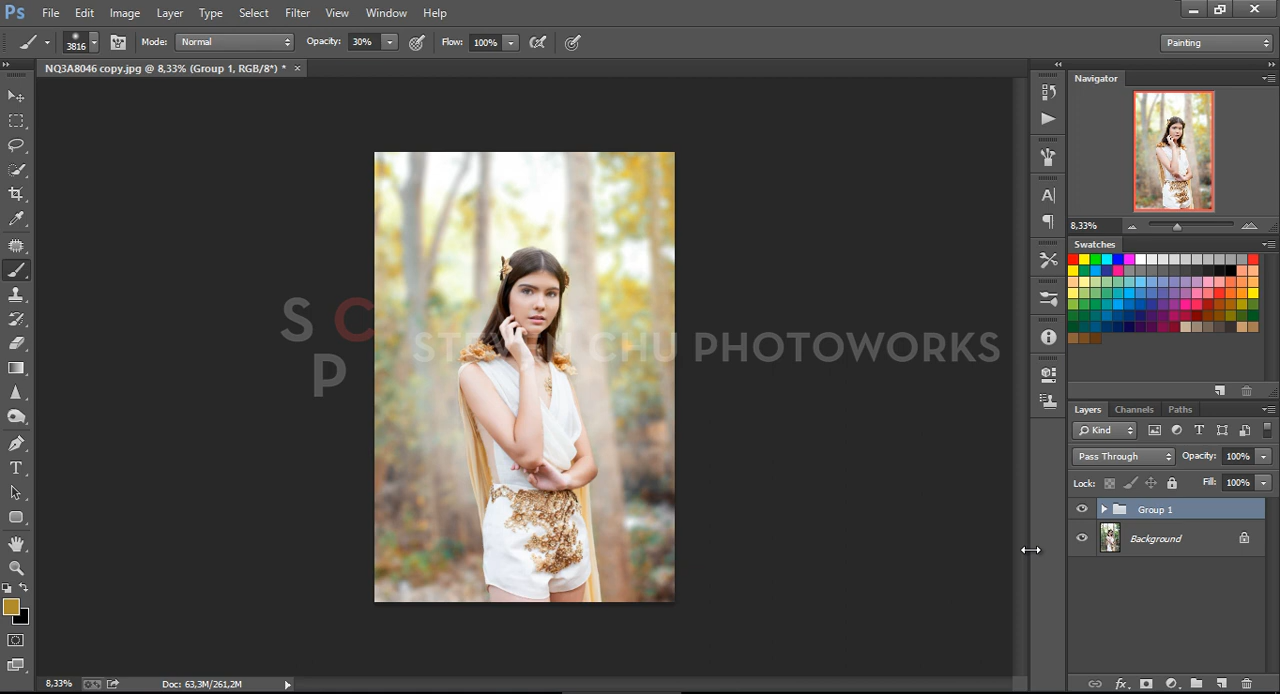 Ps File Edit Image Layer Type Select Filter View Window Help
3816 Mode: Normal Opacity: 30% Flow: 100% Painting
NQ3A8046 copy.jpg @ 8,33% (Group 1, RGB/8*) * ×
Navigator
8,33%
Swatches
S C
P
STEVEN CHU PHOTOWORKS
Layers Channels Paths
Kind
Pass Through Opacity: 100%
Lock: Fill: 100%
Group 1
Background
8,33% Doc: 63,3M/261,2M
fx